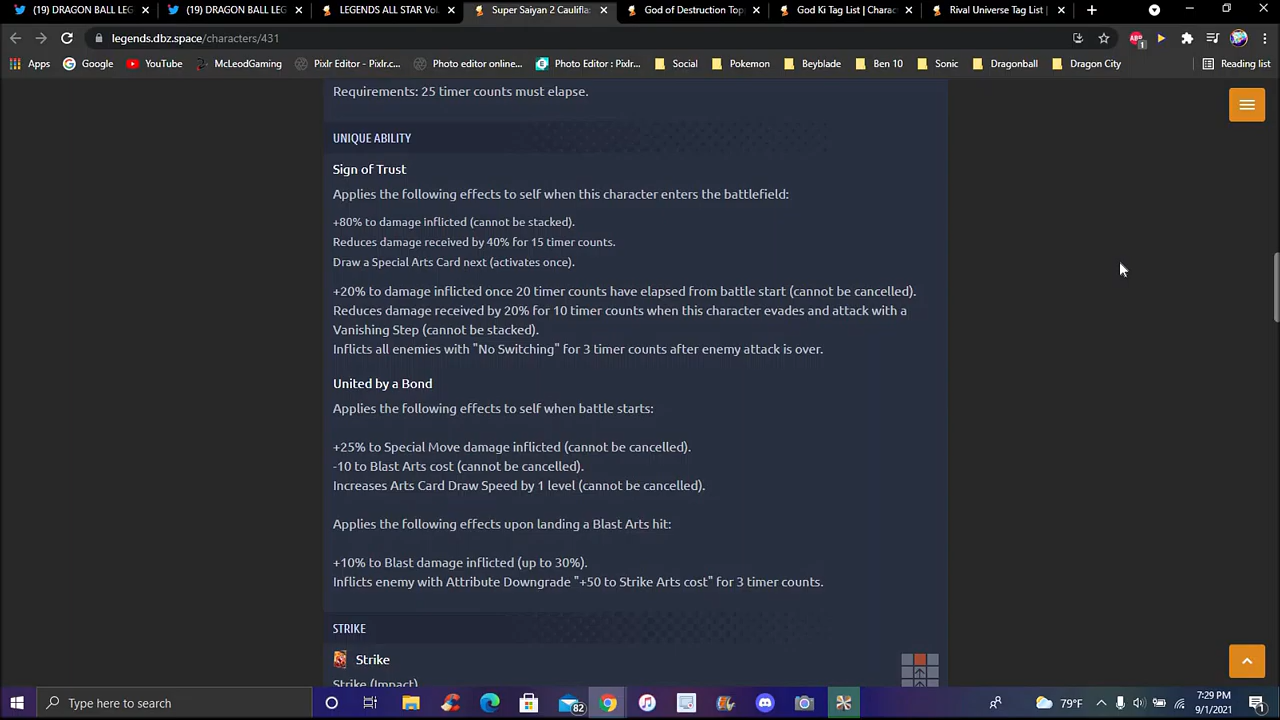 (19) DRAGON BALL LEG
(19) DRAGON BALL LEG
LEGENDS ALL STAR Vol.
Super Saiyan 2 Caulifla:
God of Destruction Top
God Ki Tag List | Charac
Rival Universe Tag List |
legends.dbz.space/characters/431
ABP
1
Apps
Google
YouTube
McLeodGaming
Pixlr Editor - Pixlr.c...
Photo editor online...
Photo Editor : Pixlr...
Social
Pokemon
Beyblade
Ben 10
Sonic
Dragonball
Dragon City
Reading list
Requirements: 25 timer counts must elapse.
UNIQUE ABILITY
Sign of Trust
Applies the following effects to self when this character enters the battlefield:
+80% to damage inflicted (cannot be stacked).
Reduces damage received by 40% for 15 timer counts.
Draw a Special Arts Card next (activates once).
+20% to damage inflicted once 20 timer counts have elapsed from battle start (cannot be cancelled).
Reduces damage received by 20% for 10 timer counts when this character evades and attack with a
Vanishing Step (cannot be stacked).
Inflicts all enemies with "No Switching" for 3 timer counts after enemy attack is over.
United by a Bond
Applies the following effects to self when battle starts:
+25% to Special Move damage inflicted (cannot be cancelled).
-10 to Blast Arts cost (cannot be cancelled).
Increases Arts Card Draw Speed by 1 level (cannot be cancelled).
Applies the following effects upon landing a Blast Arts hit:
+10% to Blast damage inflicted (up to 30%).
Inflicts enemy with Attribute Downgrade "+50 to Strike Arts cost" for 3 timer counts.
STRIKE
Strike
Strike (Impact)
Type here to search
82
79°F
7:29 PM
9/1/2021
1